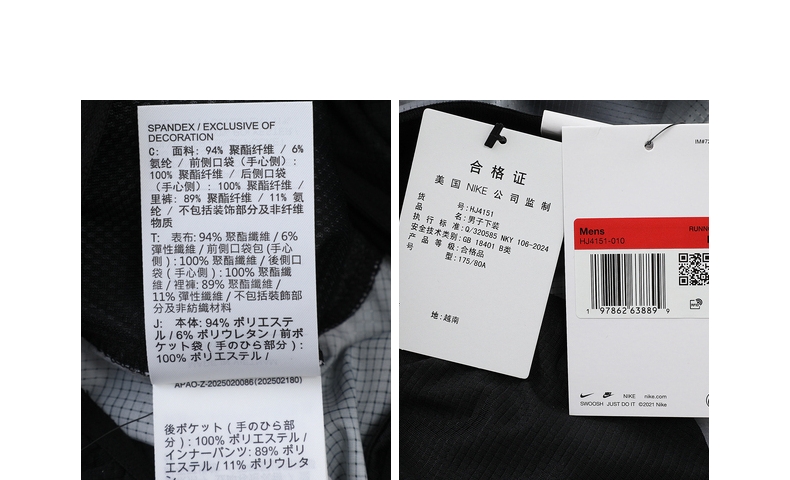 SPANDEX / EXCLUSIVE OF
DECORATION
C: 面料: 94% 聚酯纤维 / 6%
氨纶 / 前侧口袋 (手心侧) :
100% 聚酯纤维 / 后侧口袋
(手心侧) : 100% 聚酯纤维 /
里裤: 89% 聚酯纤维 / 11% 氨
纶 / 不包括装饰部分及非纤维
物质
T: 表布: 94% 聚酯纖維 / 6%
彈性纖維 / 前側口袋包 (手心
側) : 100% 聚酯纖維 / 後側口
袋 (手心側) : 100% 聚酯纖
維 / 裡褲: 89% 聚酯纖維 /
11% 彈性纖維 / 不包括裝飾部
分及非紡織材料
J: 本体: 94% ポリエステ
ル / 6% ポリウレタン / 前ポ
ケット袋 (手のひら部分) :
100% ポリエステル /
APAO-Z-2025020086(202502180)
後ポケット (手のひら部
分) : 100% ポリエステル /
インナーパンツ: 89% ポリエ
ステル / 11% ポリウレタ
ン
合格证
美国 NIKE 公司监制
货号: HJ4151
品名: 男子下装
执行标准: Q/320585 NKY 106-2024
安全技术类别: GB 18401 B类
产品等级: 合格品
号型: 175/80A
地: 越南
Mens
HJ4151-010
RUNN
1 97862 63889 9
NIKE nike.com
SWOOSH JUST DO IT ©2021 Nike